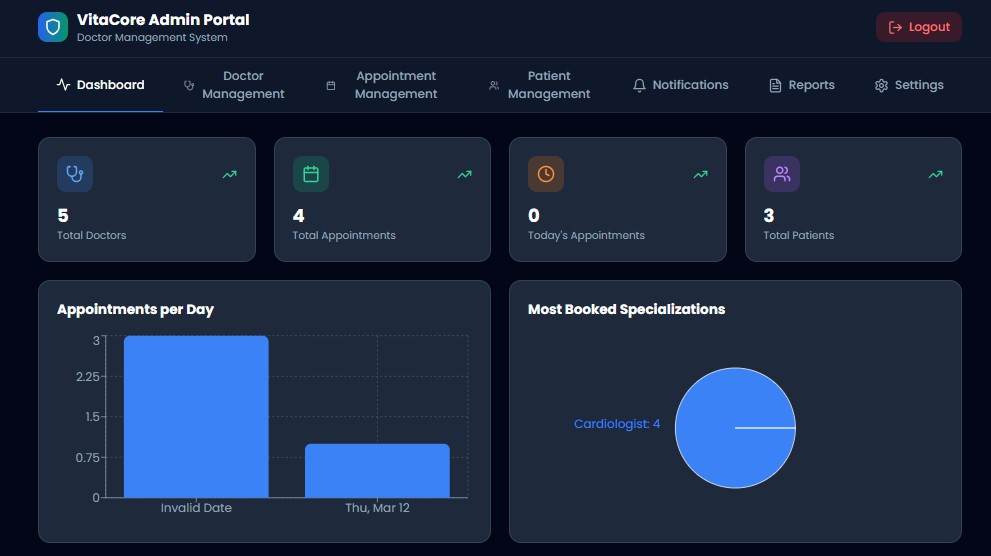 VitaCore Admin Portal
Doctor Management System
Logout
Dashboard
Doctor
Management
Appointment
Management
Patient
Management
Notifications
Reports
Settings
5
Total Doctors
4
Total Appointments
0
Today's Appointments
3
Total Patients
Appointments per Day
3
2.25
1.5
0.75
0
Invalid Date
Thu, Mar 12
Most Booked Specializations
Cardiologist: 4